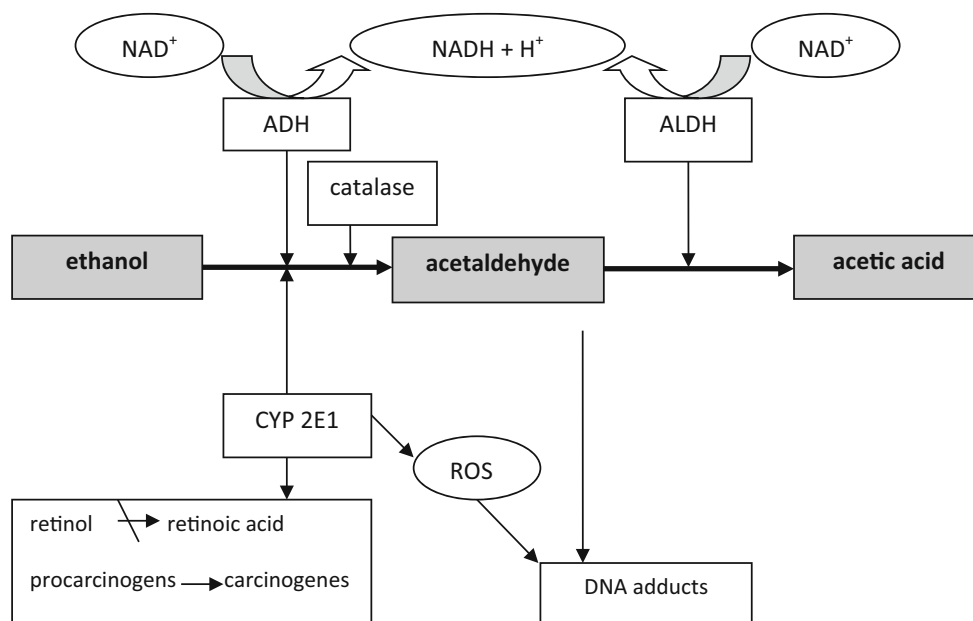 NAD+
NADH + H+
NAD+
ADH
ALDH
catalase
ethanol
acetaldehyde
acetic acid
CYP 2E1
ROS
retinol retinoic acid
procarcinogens carcinogenes
DNA adducts